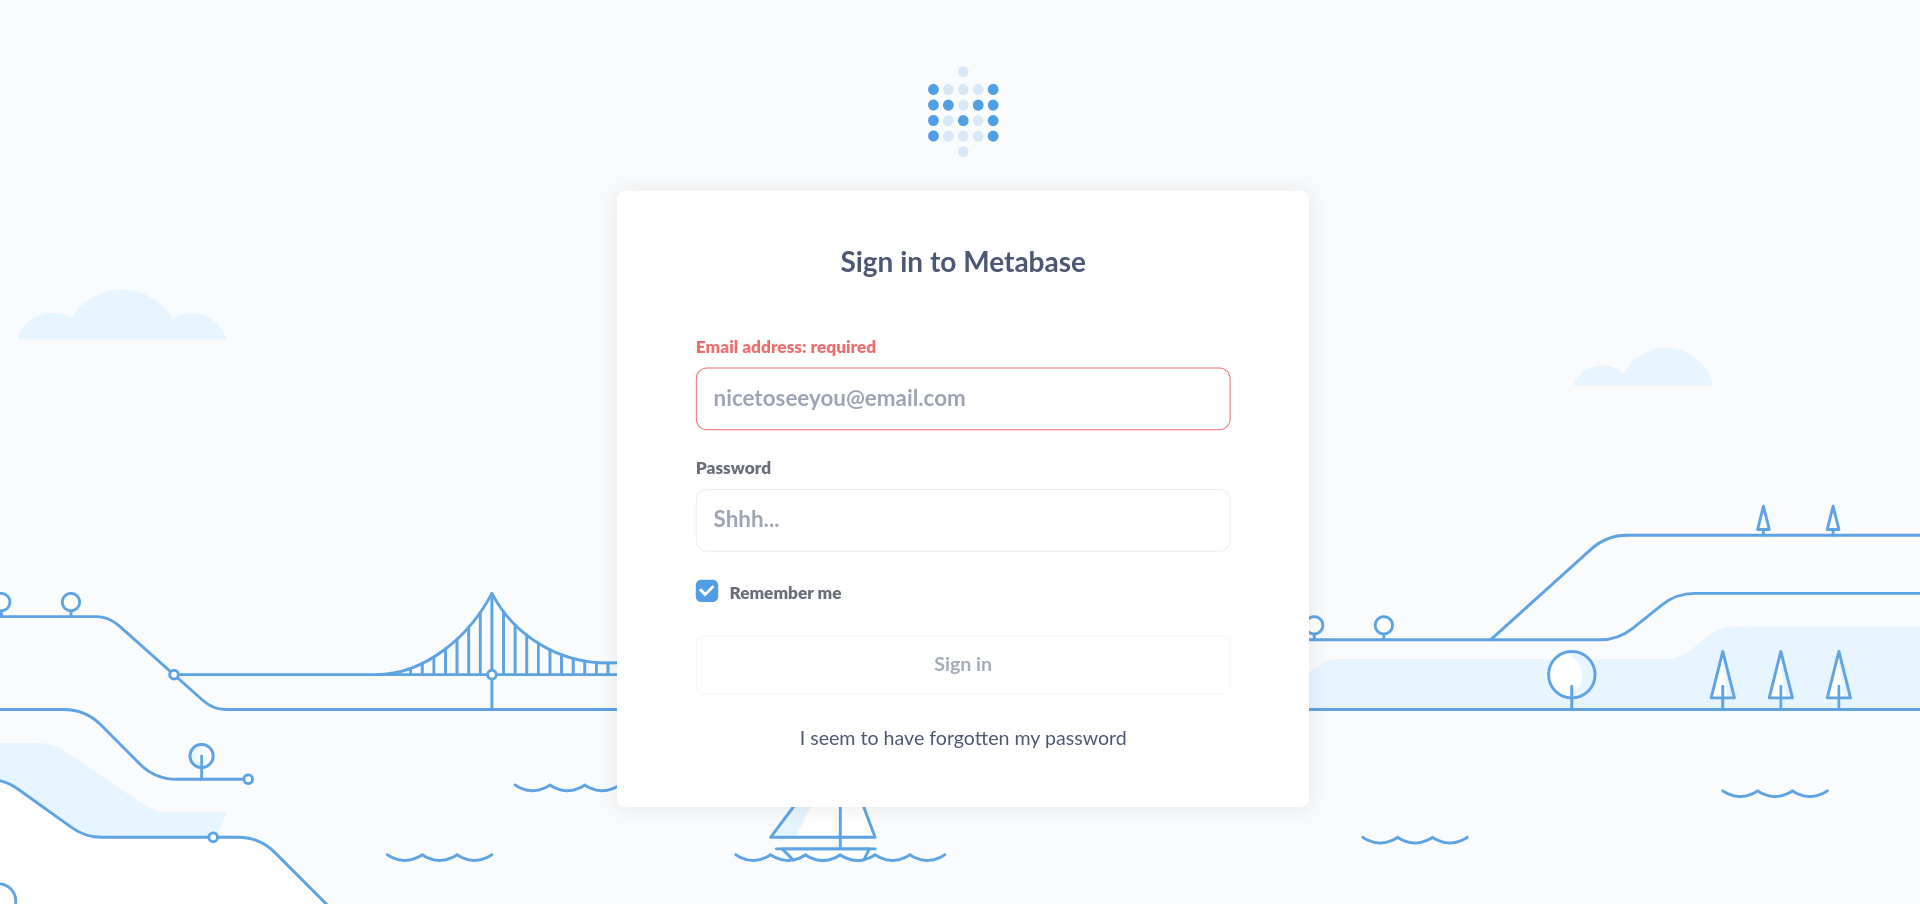 Sign in to Metabase
Email address: required
nicetoseeyou@email.com
Password
Shhh...
Remember me
Sign in
I seem to have forgotten my password